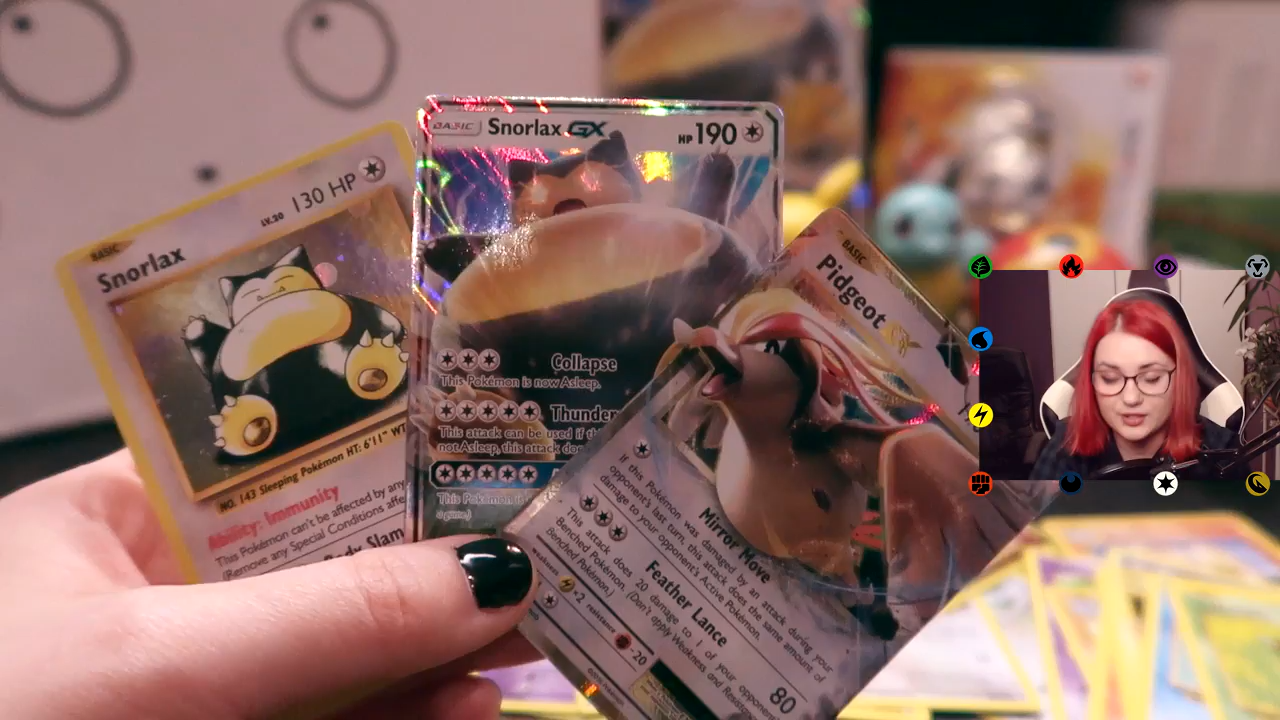 BASIC
Snorlax
LV.20 130 HP
NO. 143 Sleeping Pokémon HT: 6'11" WT
Ability: Immunity
This Pokémon can't be affected by any
(Remove any Special Conditions affe
Body Slam
BASIC Snorlax GX HP 190
Collapse
This Pokémon is now Asleep.
Thunder
This attack can be used if
not Asleep, this attack doe
This Pokémon
BASIC
Pidgeot
Mirror Move
If this Pokémon was damaged by an attack during your
opponent's last turn, this attack does the same amount of
damage to your opponent's Active Pokémon.
Feather Lance 80
This attack does 20 damage to 1 of your opponent's
Benched Pokémon. (Don't apply Weakness and Resistance
Benched Pokémon.)
weakness ×2 resistance -20